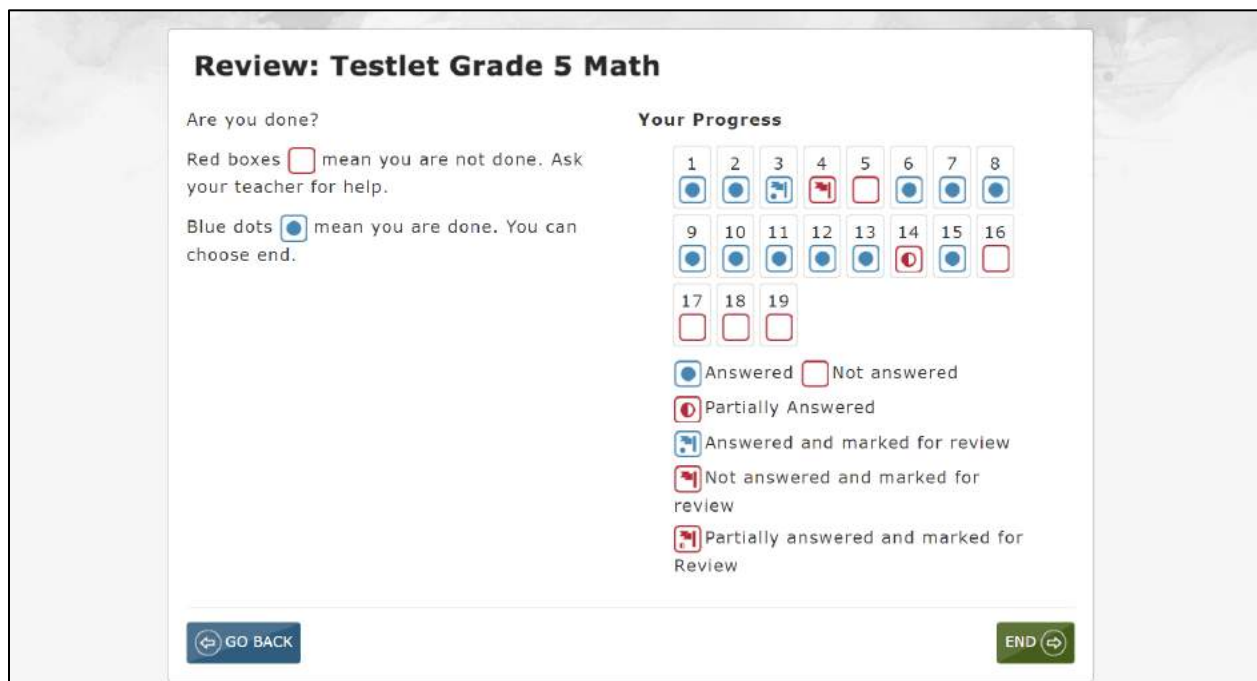 Review: Testlet Grade 5 Math
Are you done?
Red boxes mean you are not done. Ask
your teacher for help.
Blue dots mean you are done. You can
choose end.
Your Progress
1 2 3 4 5 6 7 8
9 10 11 12 13 14 15 16
17 18 19
Answered Not answered
Partially Answered
Answered and marked for review
Not answered and marked for
review
Partially answered and marked for
Review
GO BACK
END